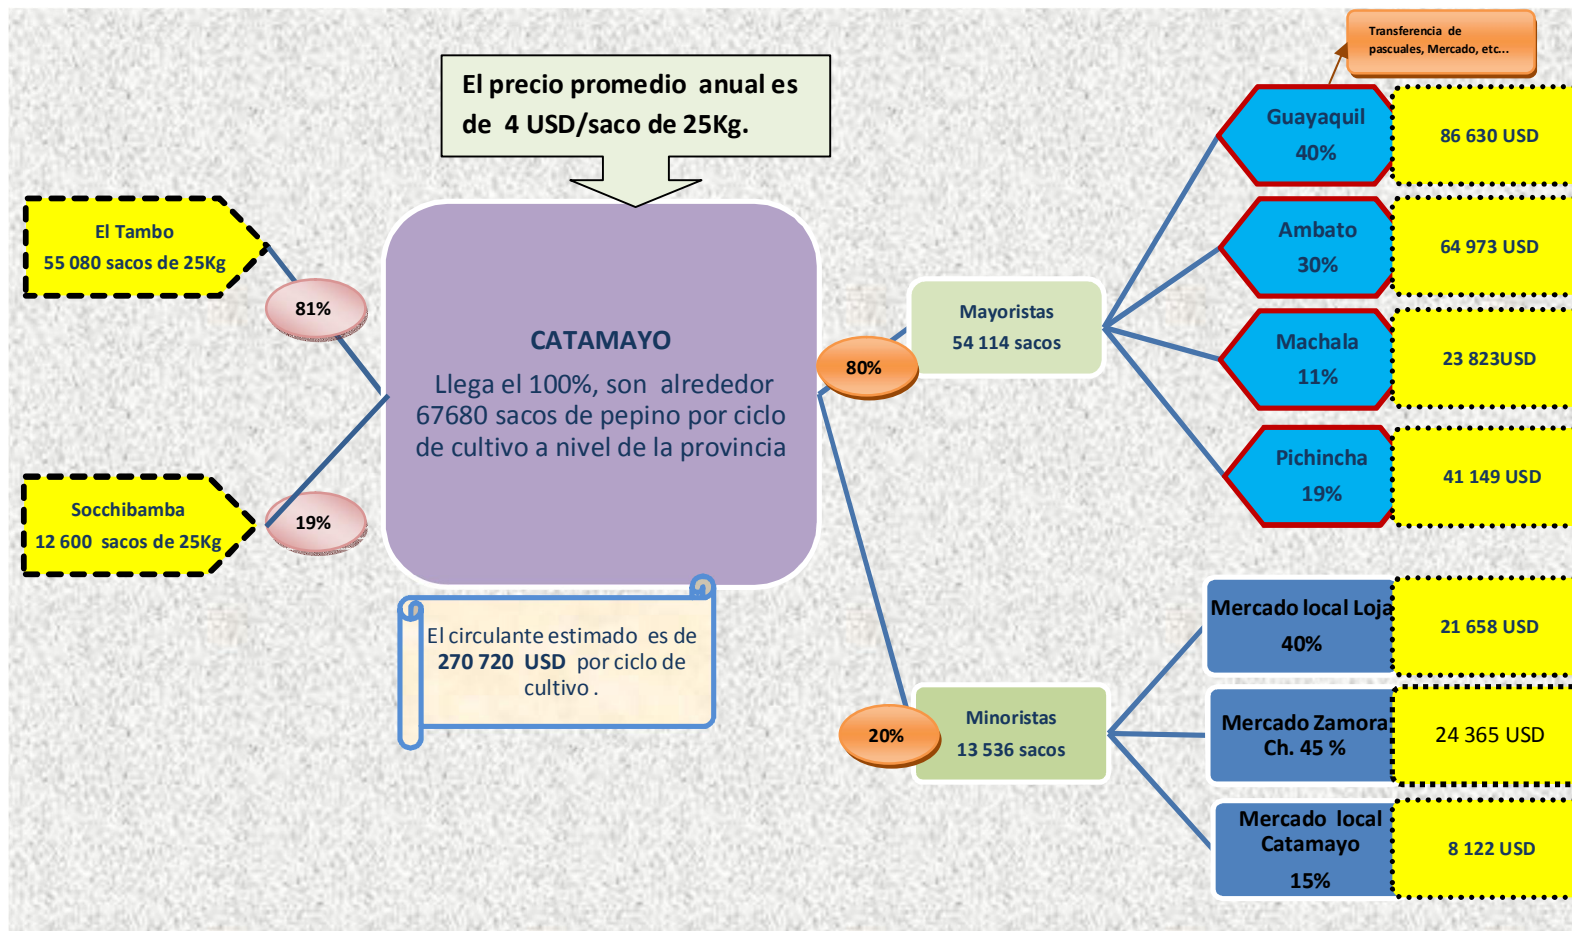 Transferencia de
pascuales, Mercado, etc...
El precio promedio anual es
de 4 USD/saco de 25Kg.
El Tambo
55 080 sacos de 25Kg
81%
Socchibamba
12 600 sacos de 25Kg
19%
CATAMAYO
Llega el 100%, son alrededor
67680 sacos de pepino por ciclo
de cultivo a nivel de la provincia
El circulante estimado es de
270 720 USD por ciclo de
cultivo .
80%
Mayoristas
54 114 sacos
Guayaquil
40%
86 630 USD
Ambato
30%
64 973 USD
Machala
11%
23 823USD
Pichincha
19%
41 149 USD
20%
Minoristas
13 536 sacos
Mercado local Loja
40%
21 658 USD
Mercado Zamora
Ch. 45 %
24 365 USD
Mercado local
Catamayo
15%
8 122 USD